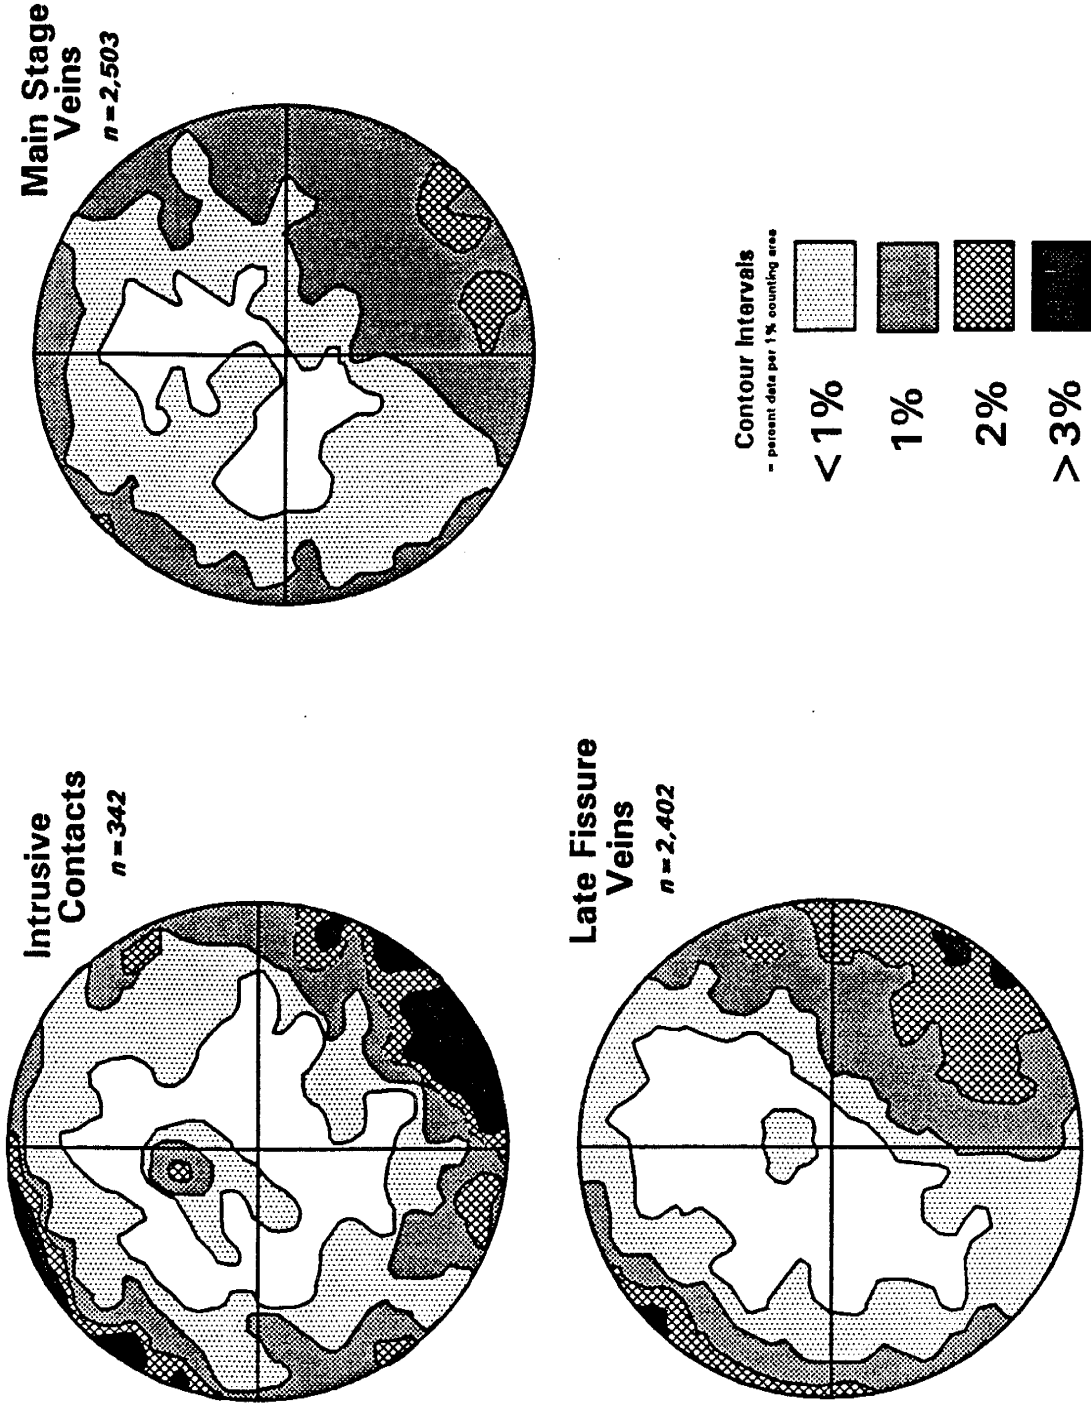 Intrusive
Contacts
n=342
Main Stage
Veins
n=2,503
Late Fissure
Veins
n=2,402
Contour Intervals
= percent data per 1% counting area
<1%
1%
2%
>3%